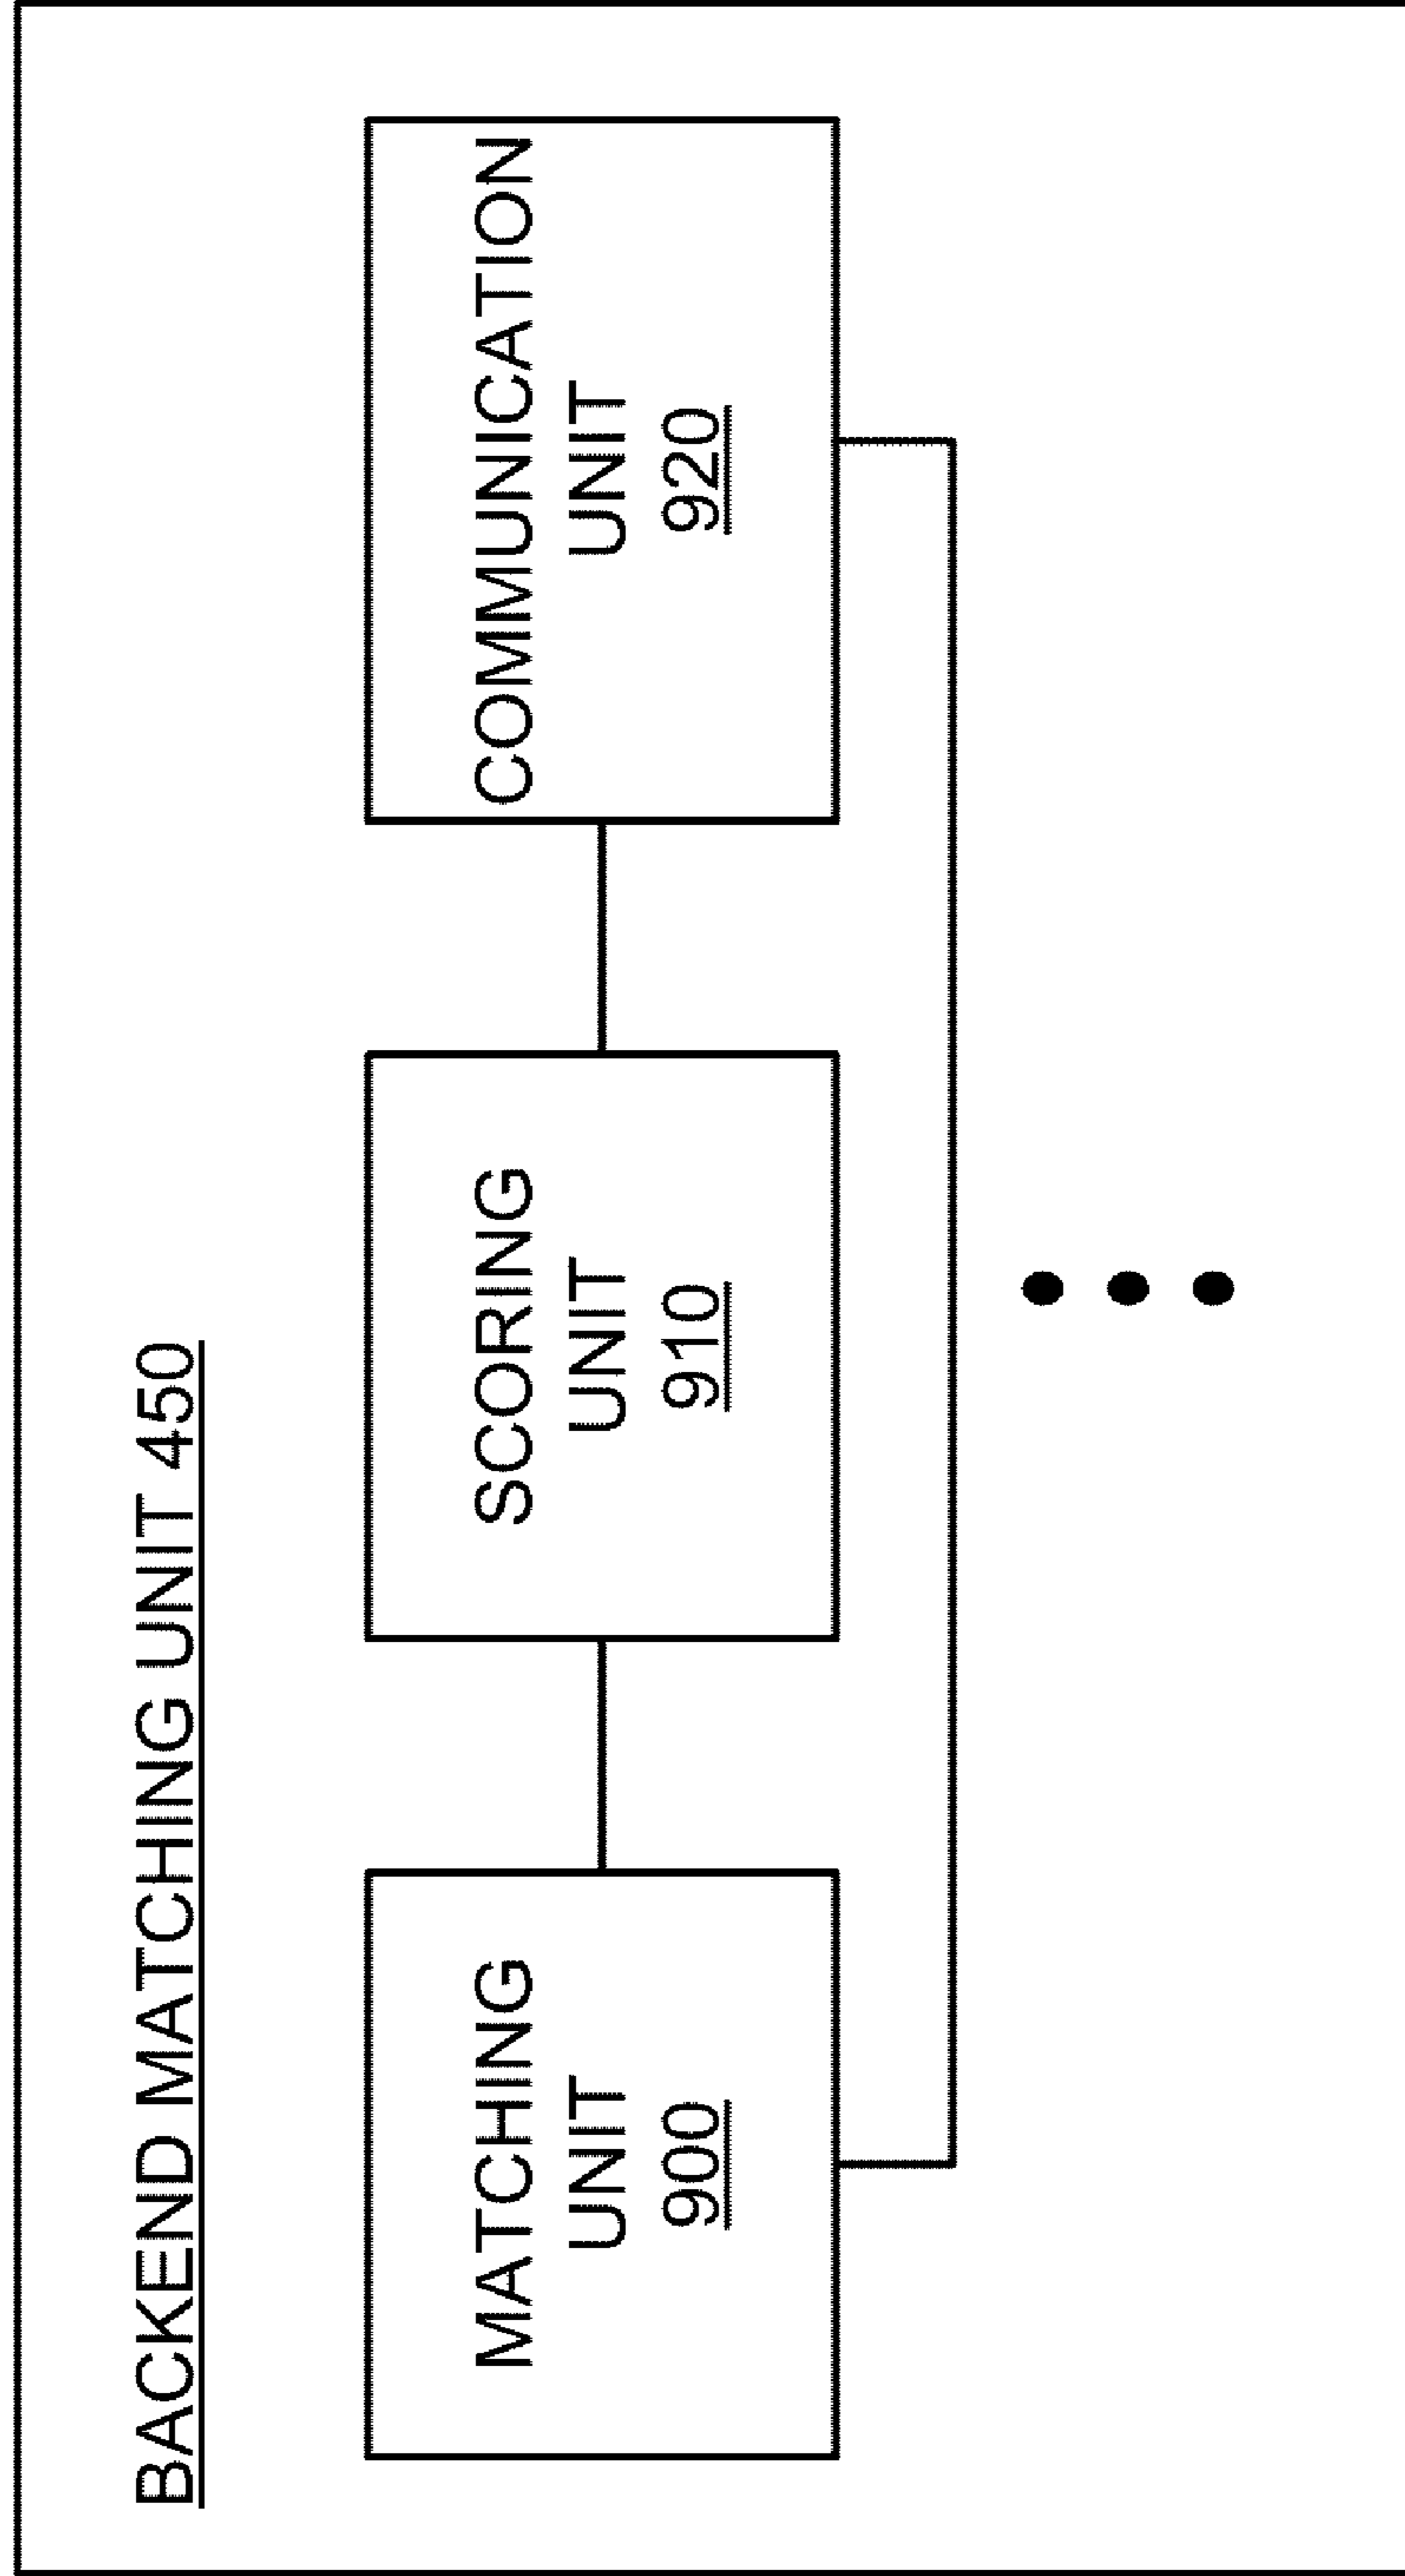 BACKEND MATCHING UNIT 450
MATCHING
UNIT
900
SCORING
UNIT
910
COMMUNICATION
UNIT
920